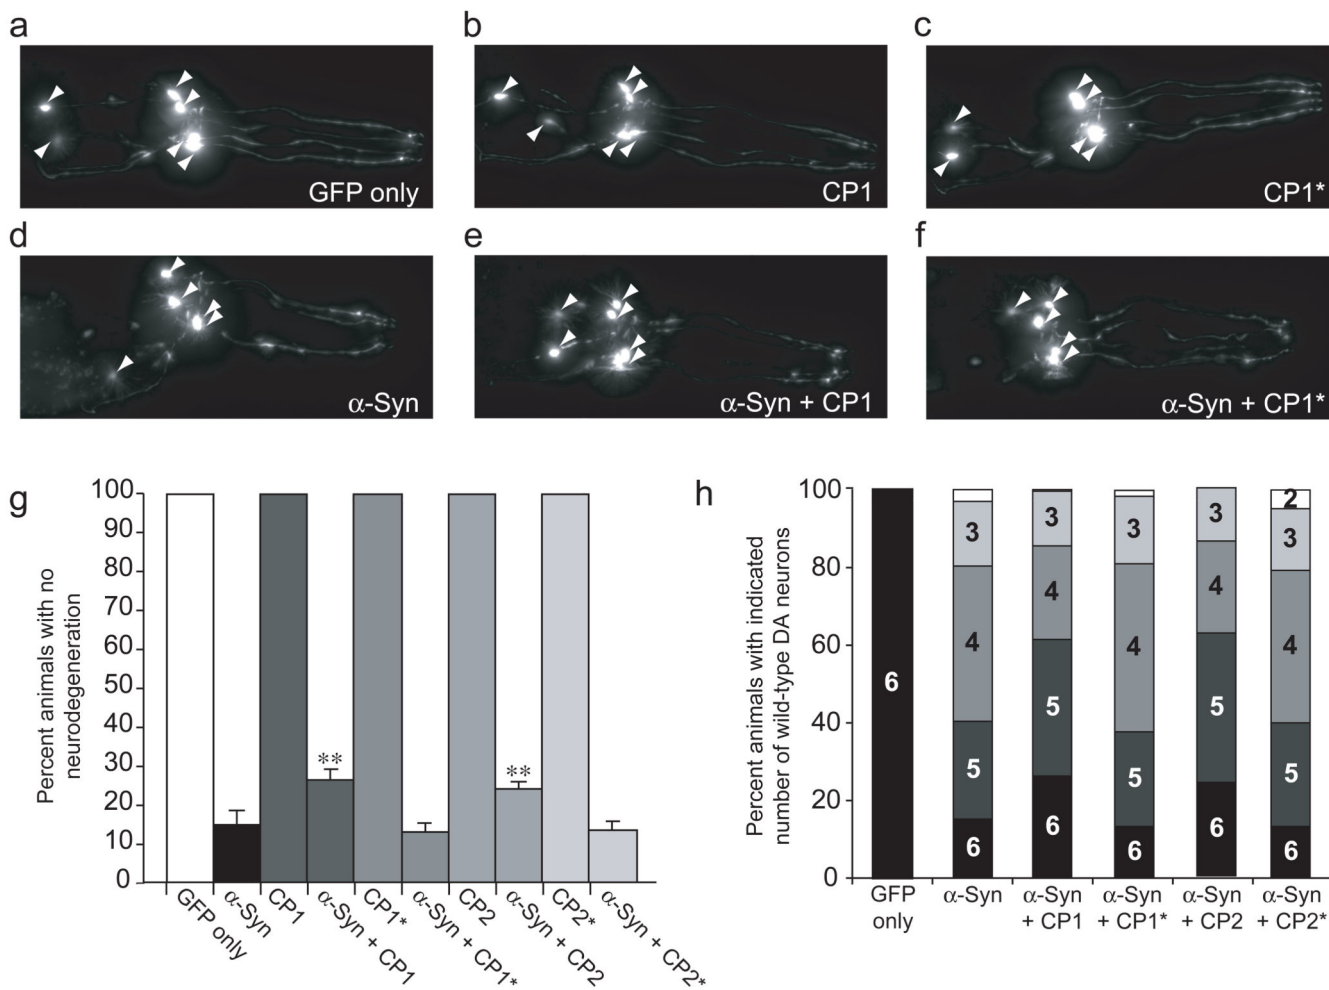 a
b
c
GFP only
CP1
CP1*
d
e
f
α-Syn
α-Syn + CP1
α-Syn + CP1*
g
Percent animals with no
neurodegeneration
100
90
80
70
60
50
40
30
20
10
0
**
**
GFP
only
α-Syn
CP1
α-Syn + CP1
CP1*
α-Syn + CP1*
CP2
α-Syn + CP2
CP2*
α-Syn + CP2*
h
Percent animals with indicated
number of wild-type DA neurons
100
80
60
40
20
0
6
3
4
5
6
3
4
5
6
3
4
5
6
3
4
5
6
2
3
4
5
6
GFP
only
α-Syn
α-Syn
+ CP1
α-Syn
+ CP1*
α-Syn
+ CP2
α-Syn
+ CP2*